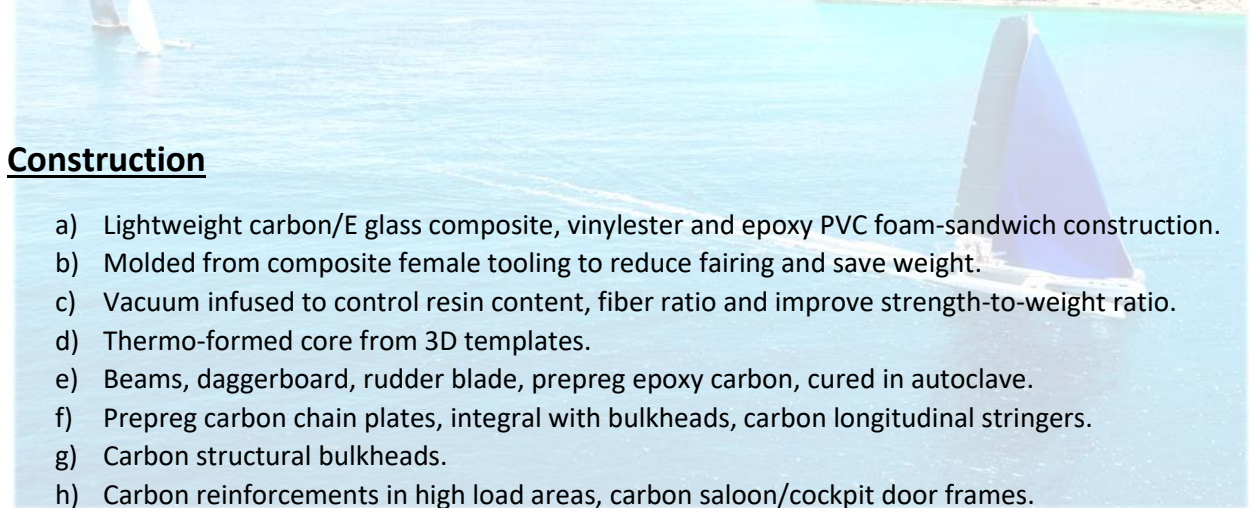 Construction
a) Lightweight carbon/E glass composite, vinylester and epoxy PVC foam-sandwich construction.
b) Molded from composite female tooling to reduce fairing and save weight.
c) Vacuum infused to control resin content, fiber ratio and improve strength-to-weight ratio.
d) Thermo-formed core from 3D templates.
e) Beams, daggerboard, rudder blade, prepreg epoxy carbon, cured in autoclave.
f) Prepreg carbon chain plates, integral with bulkheads, carbon longitudinal stringers.
g) Carbon structural bulkheads.
h) Carbon reinforcements in high load areas, carbon saloon/cockpit door frames.